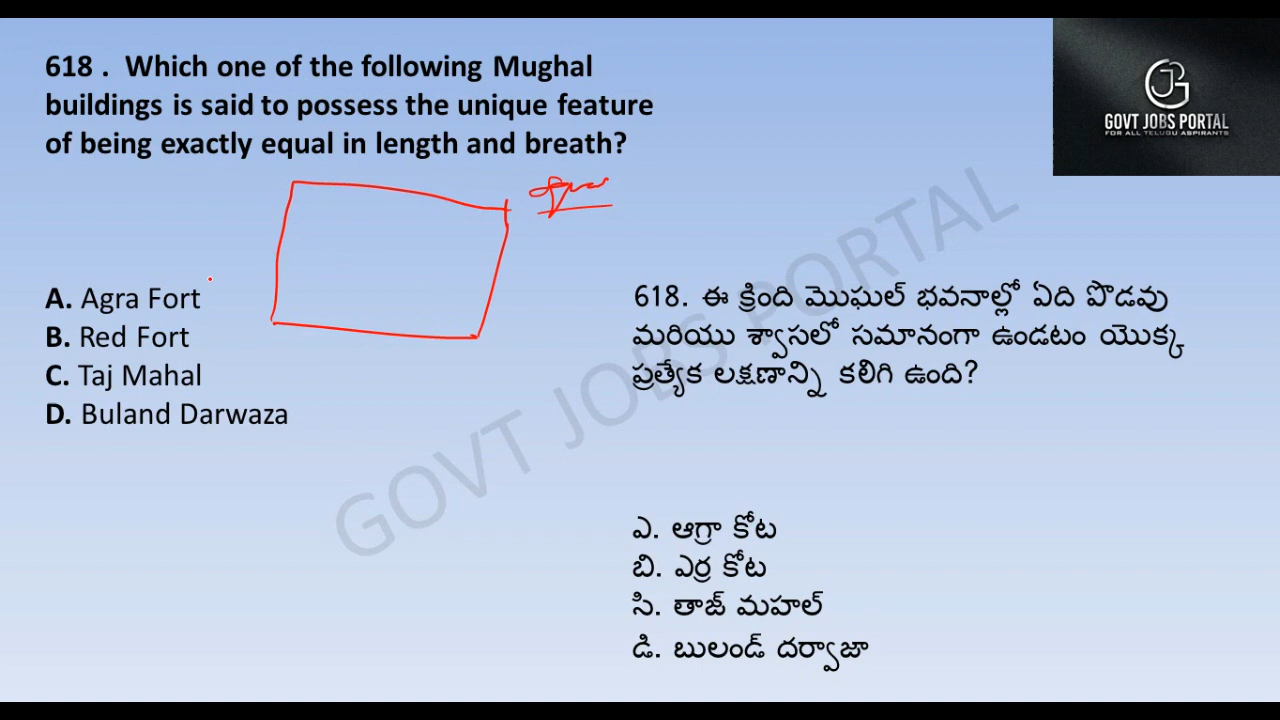 618 .  Which one of the following Mughal
buildings is said to possess the unique feature
of being exactly equal in length and breath?
A. Agra Fort
B. Red Fort
C. Taj Mahal
D. Buland Darwaza
GOVT JOBS PORTAL
FOR ALL TELUGU ASPIRANTS
GOVT JOBS PORTAL
618. ఈ క్రింది మొఘల్ భవనాల్లో ఏది పొడవు
మరియు శ్వాసలో సమానంగా ఉండటం యొక్క
ప్రత్యేక లక్షణాన్ని కలిగి ఉంది?
ఎ. ఆగ్రా కోట
బి. ఎర్ర కోట
సి. తాజ్ మహల్
డి. బులండ్ దర్వాజా